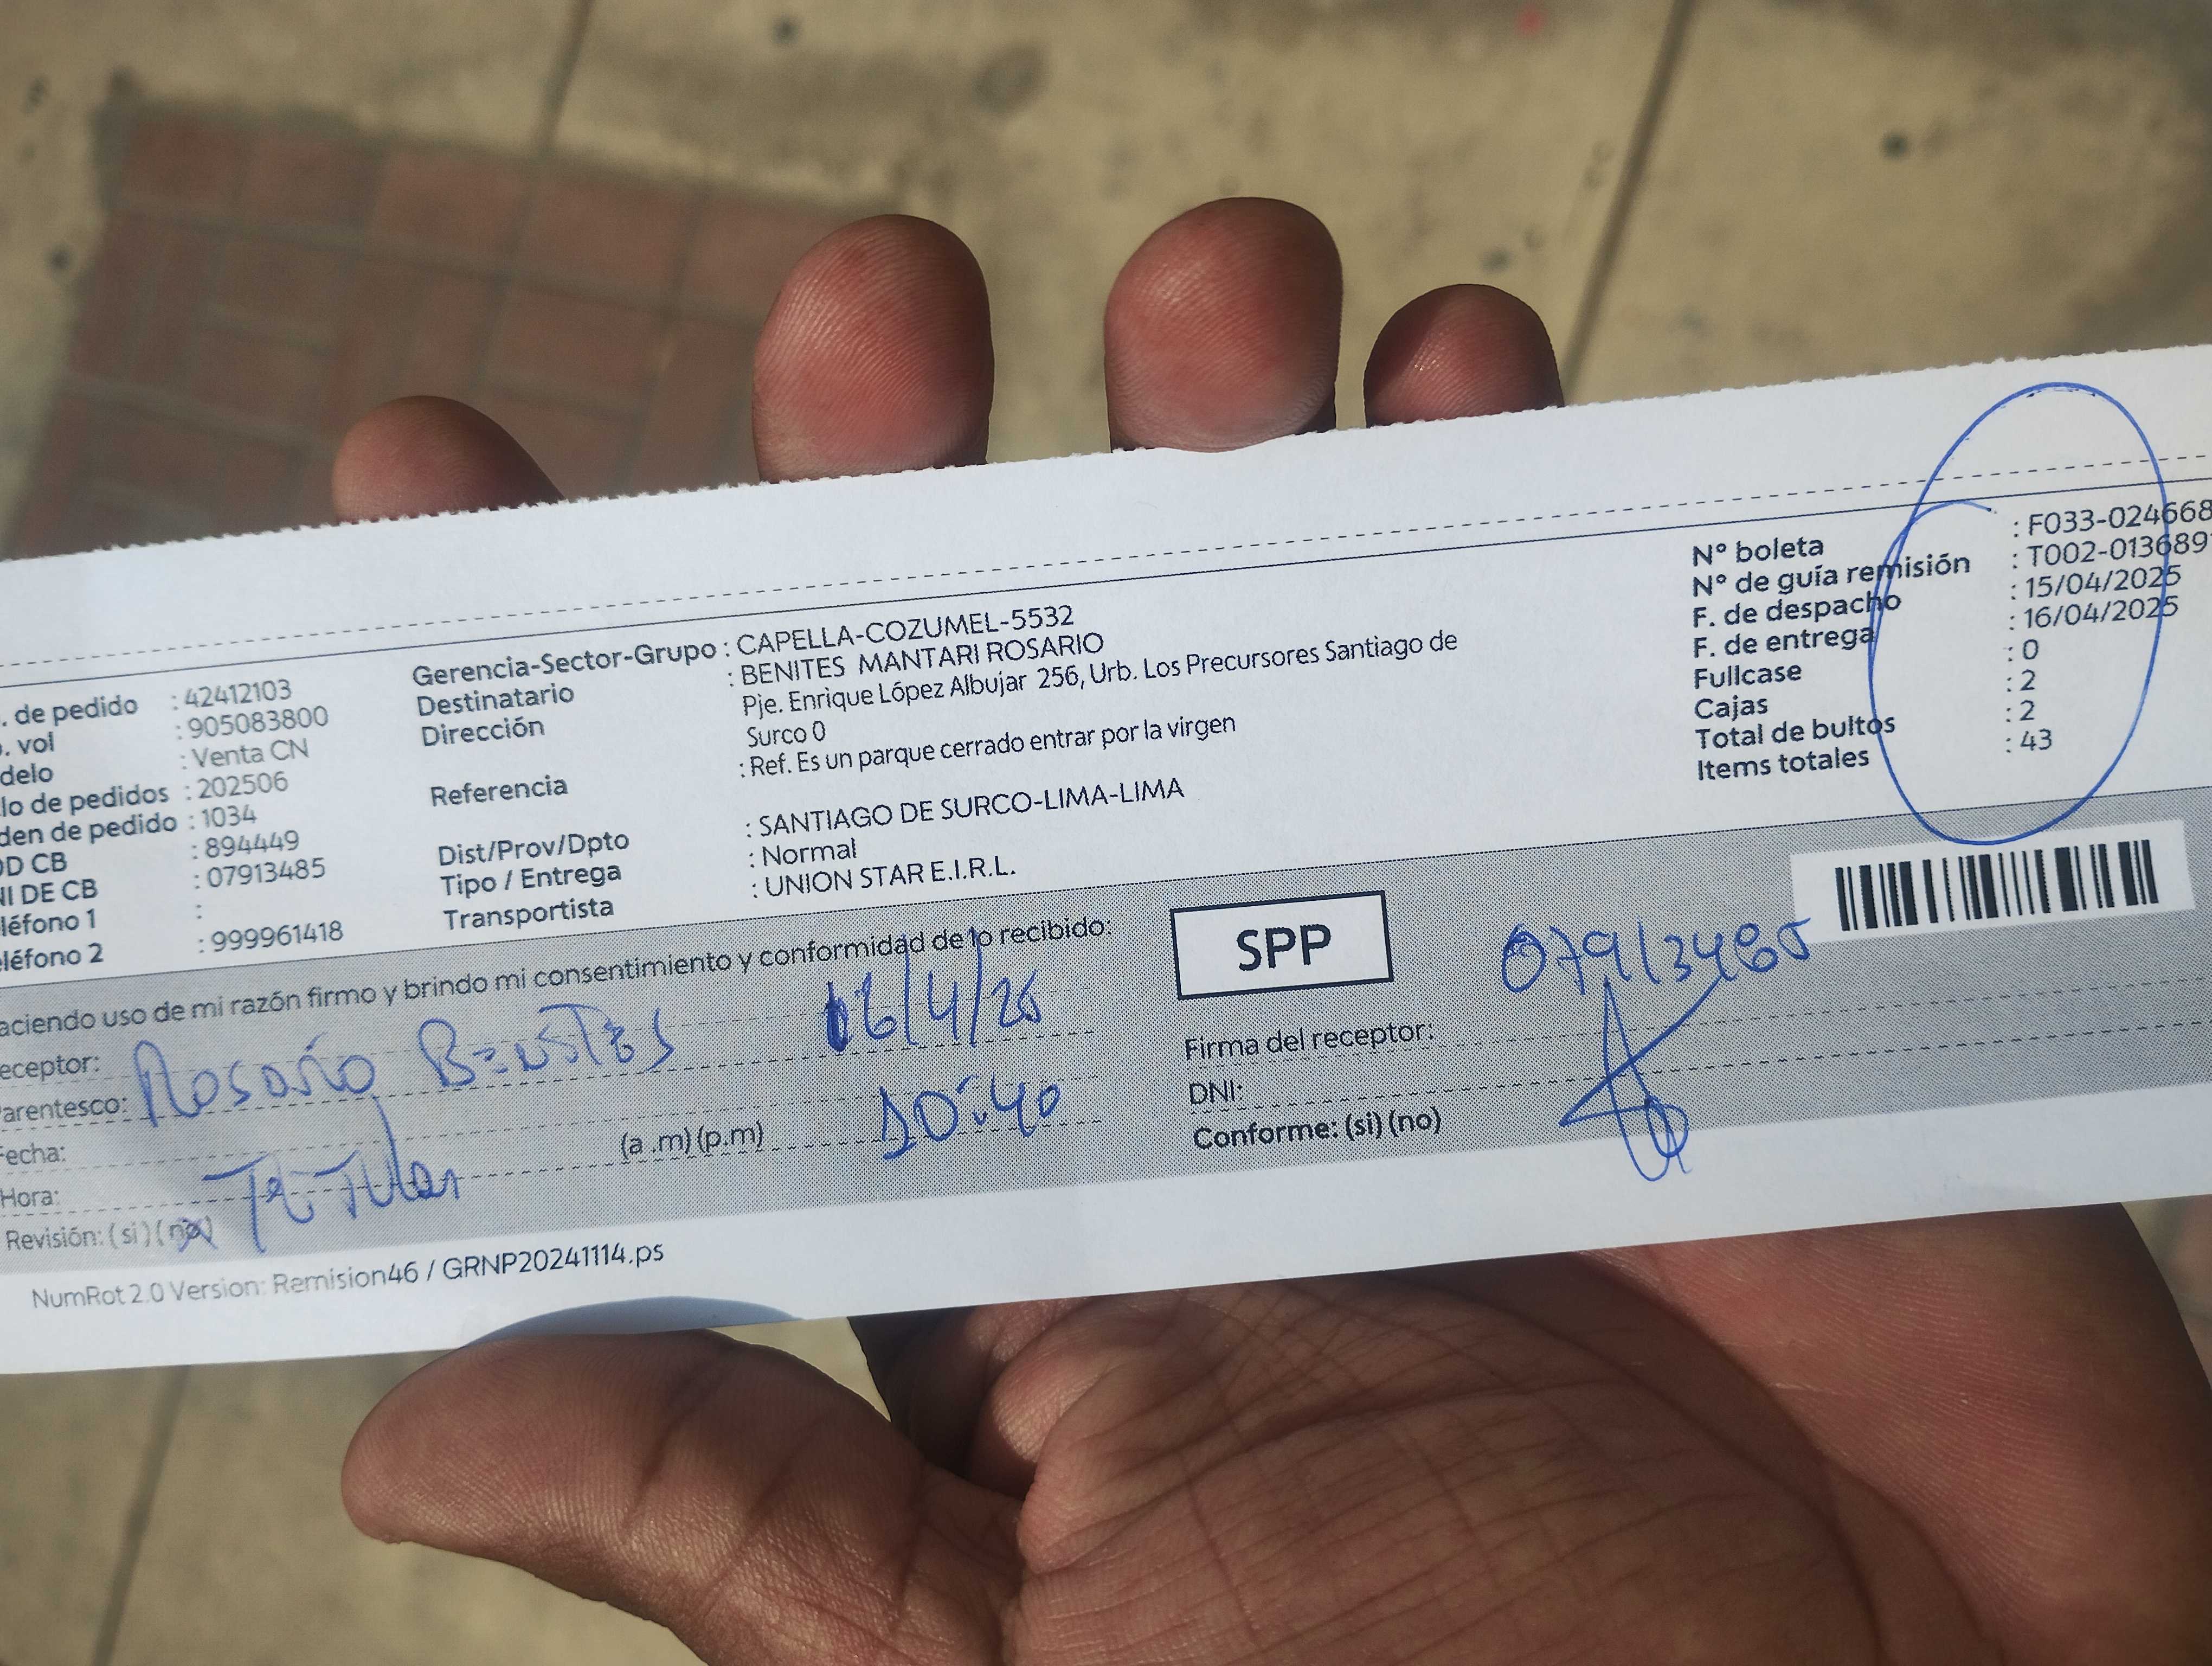 . de pedido : 42412103
. vol : 905083800
delo : Venta CN
lo de pedidos : 202506
den de pedido : 1034
OD CB : 894449
NI DE CB : 07913485
léfono 1 :
léfono 2 : 999961418
Gerencia-Sector-Grupo : CAPELLA-COZUMEL-5532
Destinatario : BENITES MANTARI ROSARIO
Dirección Pje. Enrique López Albujar 256, Urb. Los Precursores Santiago de
Surco 0
Referencia : Ref. Es un parque cerrado entrar por la virgen
Dist/Prov/Dpto : SANTIAGO DE SURCO-LIMA-LIMA
Tipo / Entrega : Normal
Transportista : UNION STAR E.I.R.L.
N° boleta : F033-024668
N° de guía remisión : T002-013689
F. de despacho : 15/04/2025
F. de entrega : 16/04/2025
Fullcase : 0
Cajas : 2
Total de bultos : 2
Items totales : 43
aciendo uso de mi razón firmo y brindo mi consentimiento y conformidad de lo recibido:
SPP
eceptor: Rosario Benites 16/4/25
Parentesco:
Fecha:
Hora: Titular (a .m) (p.m) 10:40
Revisión: (si) (no)
07913485
Firma del receptor:
DNI:
Conforme: (si) (no)
NumRot 2.0 Version: Remision46 / GRNP20241114.ps